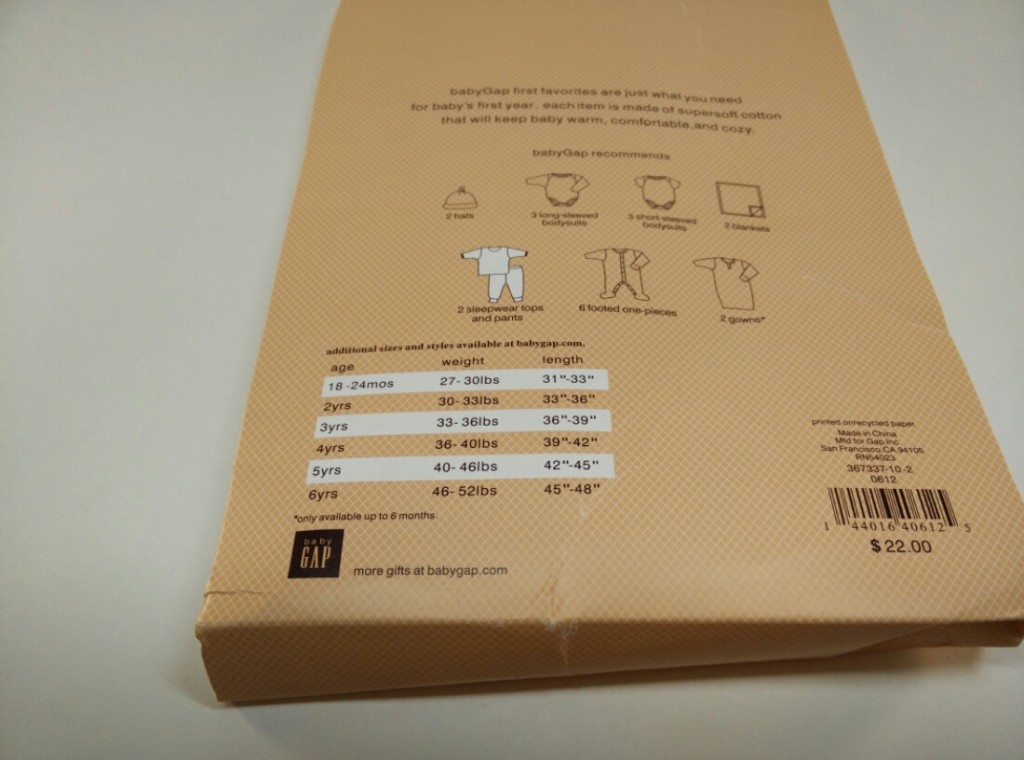 babyGap first favorites are just what you need
for baby's first year. each item is made of supersoft cotton
that will keep baby warm, comfortable,and cozy.
babyGap recommends
2 hats
3 long-sleeved
bodysuits
3 short-sleeved
bodysuits
2 blankets
2 sleepwear tops
and pants
6 footed one-pieces
2 gowns*
additional sizes and styles available at babygap.com.
age weight length
18-24mos 27-30lbs 31"-33"
2yrs 30-33lbs 33"-36"
3yrs 33-36lbs 36"-39"
4yrs 36-40lbs 39"-42"
5yrs 40-46lbs 42"-45"
6yrs 46-52lbs 45"-48"
*only available up to 6 months.
baby
GAP
more gifts at babygap.com
printed onrecycled paper
Made in China
Mfd for Gap Inc.
San Francisco,CA 94105
RN54023
367337-10-2
0612
1 44016 40612 5
$22.00